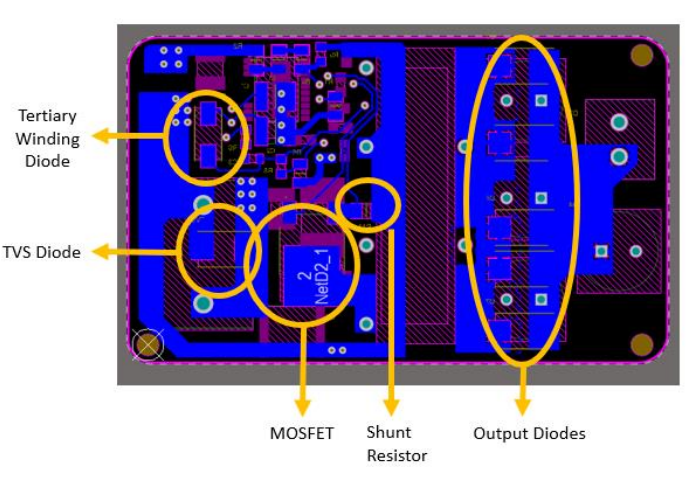 Tertiary
Winding
Diode
TVS Diode
2
NetD2_1
MOSFET
Shunt
Resistor
Output Diodes